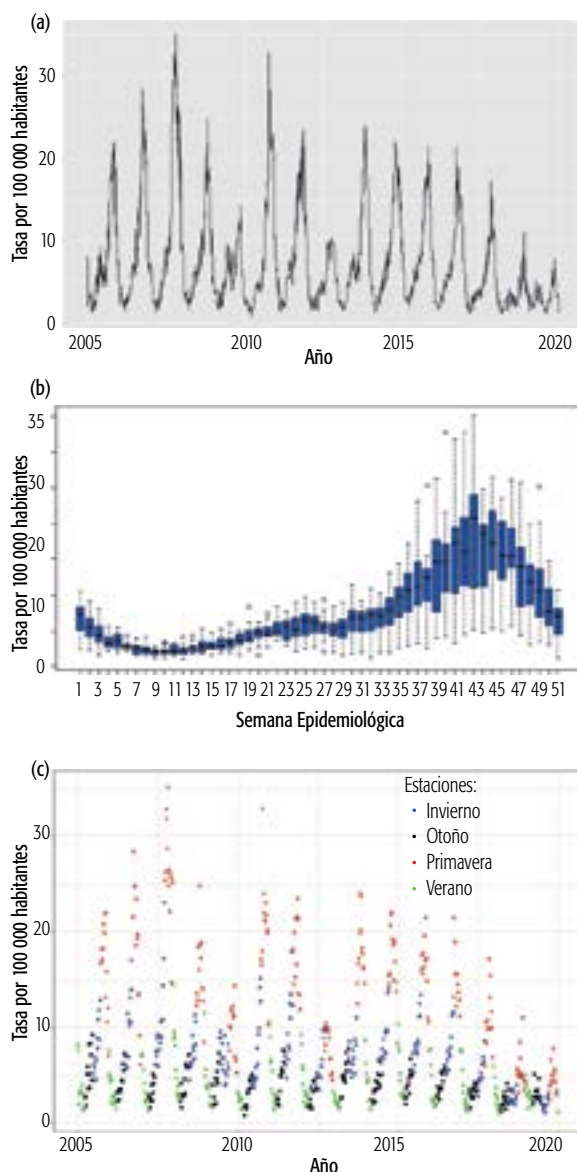 (a)
30
20
10
0
Tasa por 100 000 habitantes
2005 2010 2015 2020
Año
(b)
35
30
20
10
0
Tasa por 100 000 habitantes
1 3 5 7 9 11 13 15 17 19 21 23 25 27 29 31 33 35 37 39 41 43 45 47 49 51
Semana Epidemiológica
(c)
Estaciones:
Invierno
Otoño
Primavera
Verano
30
20
10
0
Tasa por 100 000 habitantes
2005 2010 2015 2020
Año